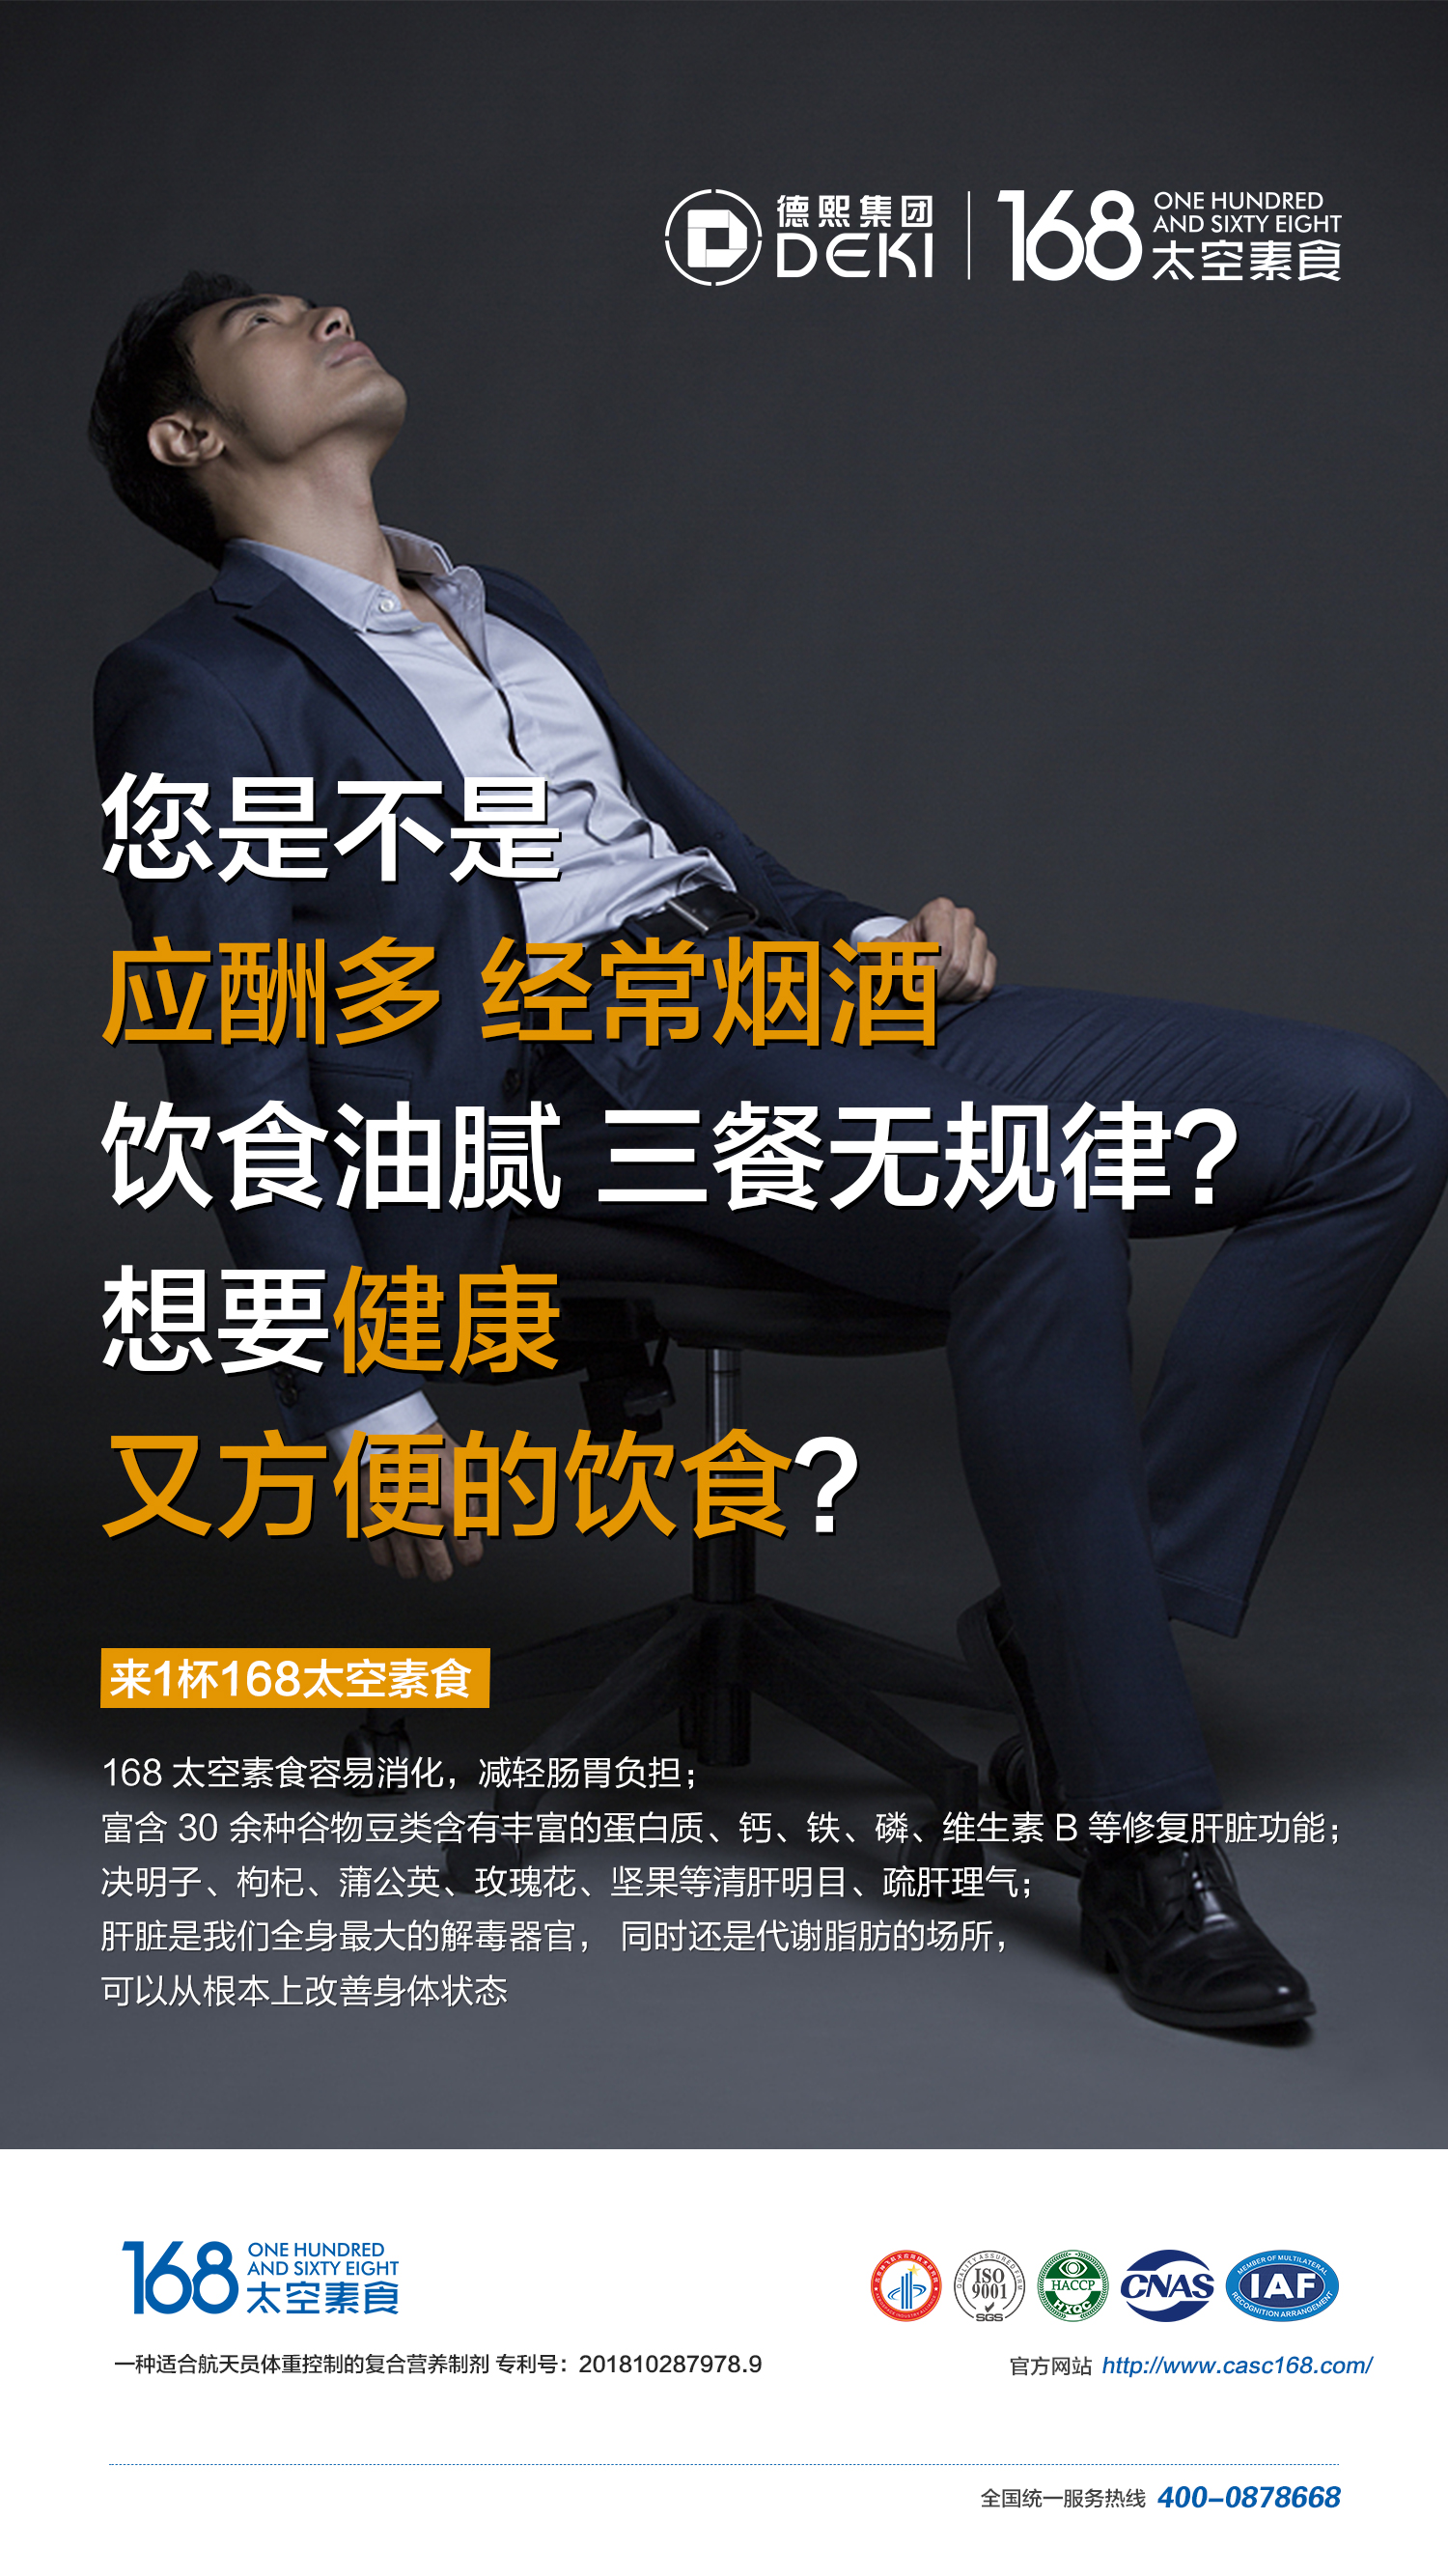 德熙集团
DEKI
168
ONE HUNDRED
AND SIXTY EIGHT
太空素食
您是不是
应酬多 经常烟酒
饮食油腻 三餐无规律?
想要健康
又方便的饮食?
来1杯168太空素食
168 太空素食容易消化，减轻肠胃负担；
富含 30 余种谷物豆类含有丰富的蛋白质、钙、铁、磷、维生素 B 等修复肝脏功能；
决明子、枸杞、蒲公英、玫瑰花、坚果等清肝明目、疏肝理气；
肝脏是我们全身最大的解毒器官， 同时还是代谢脂肪的场所，
可以从根本上改善身体状态
168
ONE HUNDRED
AND SIXTY EIGHT
太空素食
QUALITY ASSURED FIRM
ISO
9001
SGS
HACCP
HXQC
CNAS
MEMBER OF MULTILATERAL
IAF
RECOGNITION ARRANGEMENT
一种适合航天员体重控制的复合营养制剂 专利号：201810287978.9
官方网站 http://www.casc168.com/
全国统一服务热线 400-0878668